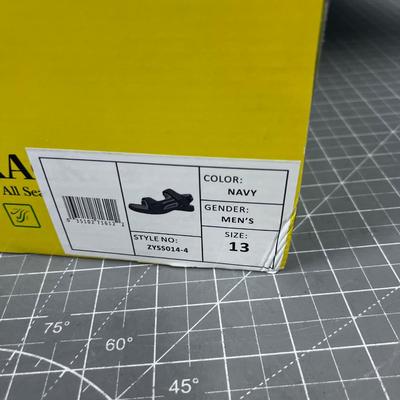 All Sea
COLOR:
NAVY
GENDER:
MEN'S
STYLE NO:
ZYSS014-4
SIZE:
13
75°
60°
45°